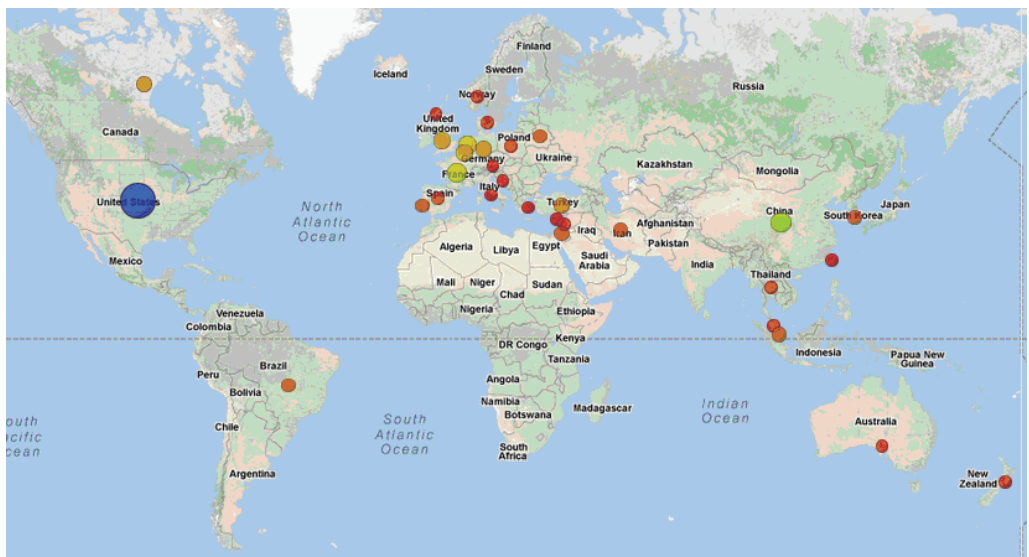 Iceland
Finland
Sweden
Norway
Russia
Canada
United
Kingdom
Poland
Germany
Ukraine
France
Kazakhstan
Mongolia
United States
Spain
Italy
Turkey
China
South Korea
Japan
North
Atlantic
Ocean
Iraq
Iran
Afghanistan
Pakistan
Algeria
Libya
Egypt
Saudi
Arabia
Mexico
India
Thailand
Mali
Niger
Chad
Sudan
Nigeria
Ethiopia
Venezuela
Colombia
DR Congo
Kenya
Tanzania
Indonesia
Papua New
Guinea
Brazil
Peru
Bolivia
Angola
Namibia
Botswana
Madagascar
Indian
Ocean
South
Atlantic
Ocean
outh
acific
cean
Chile
South
Africa
Australia
Argentina
New
Zealand